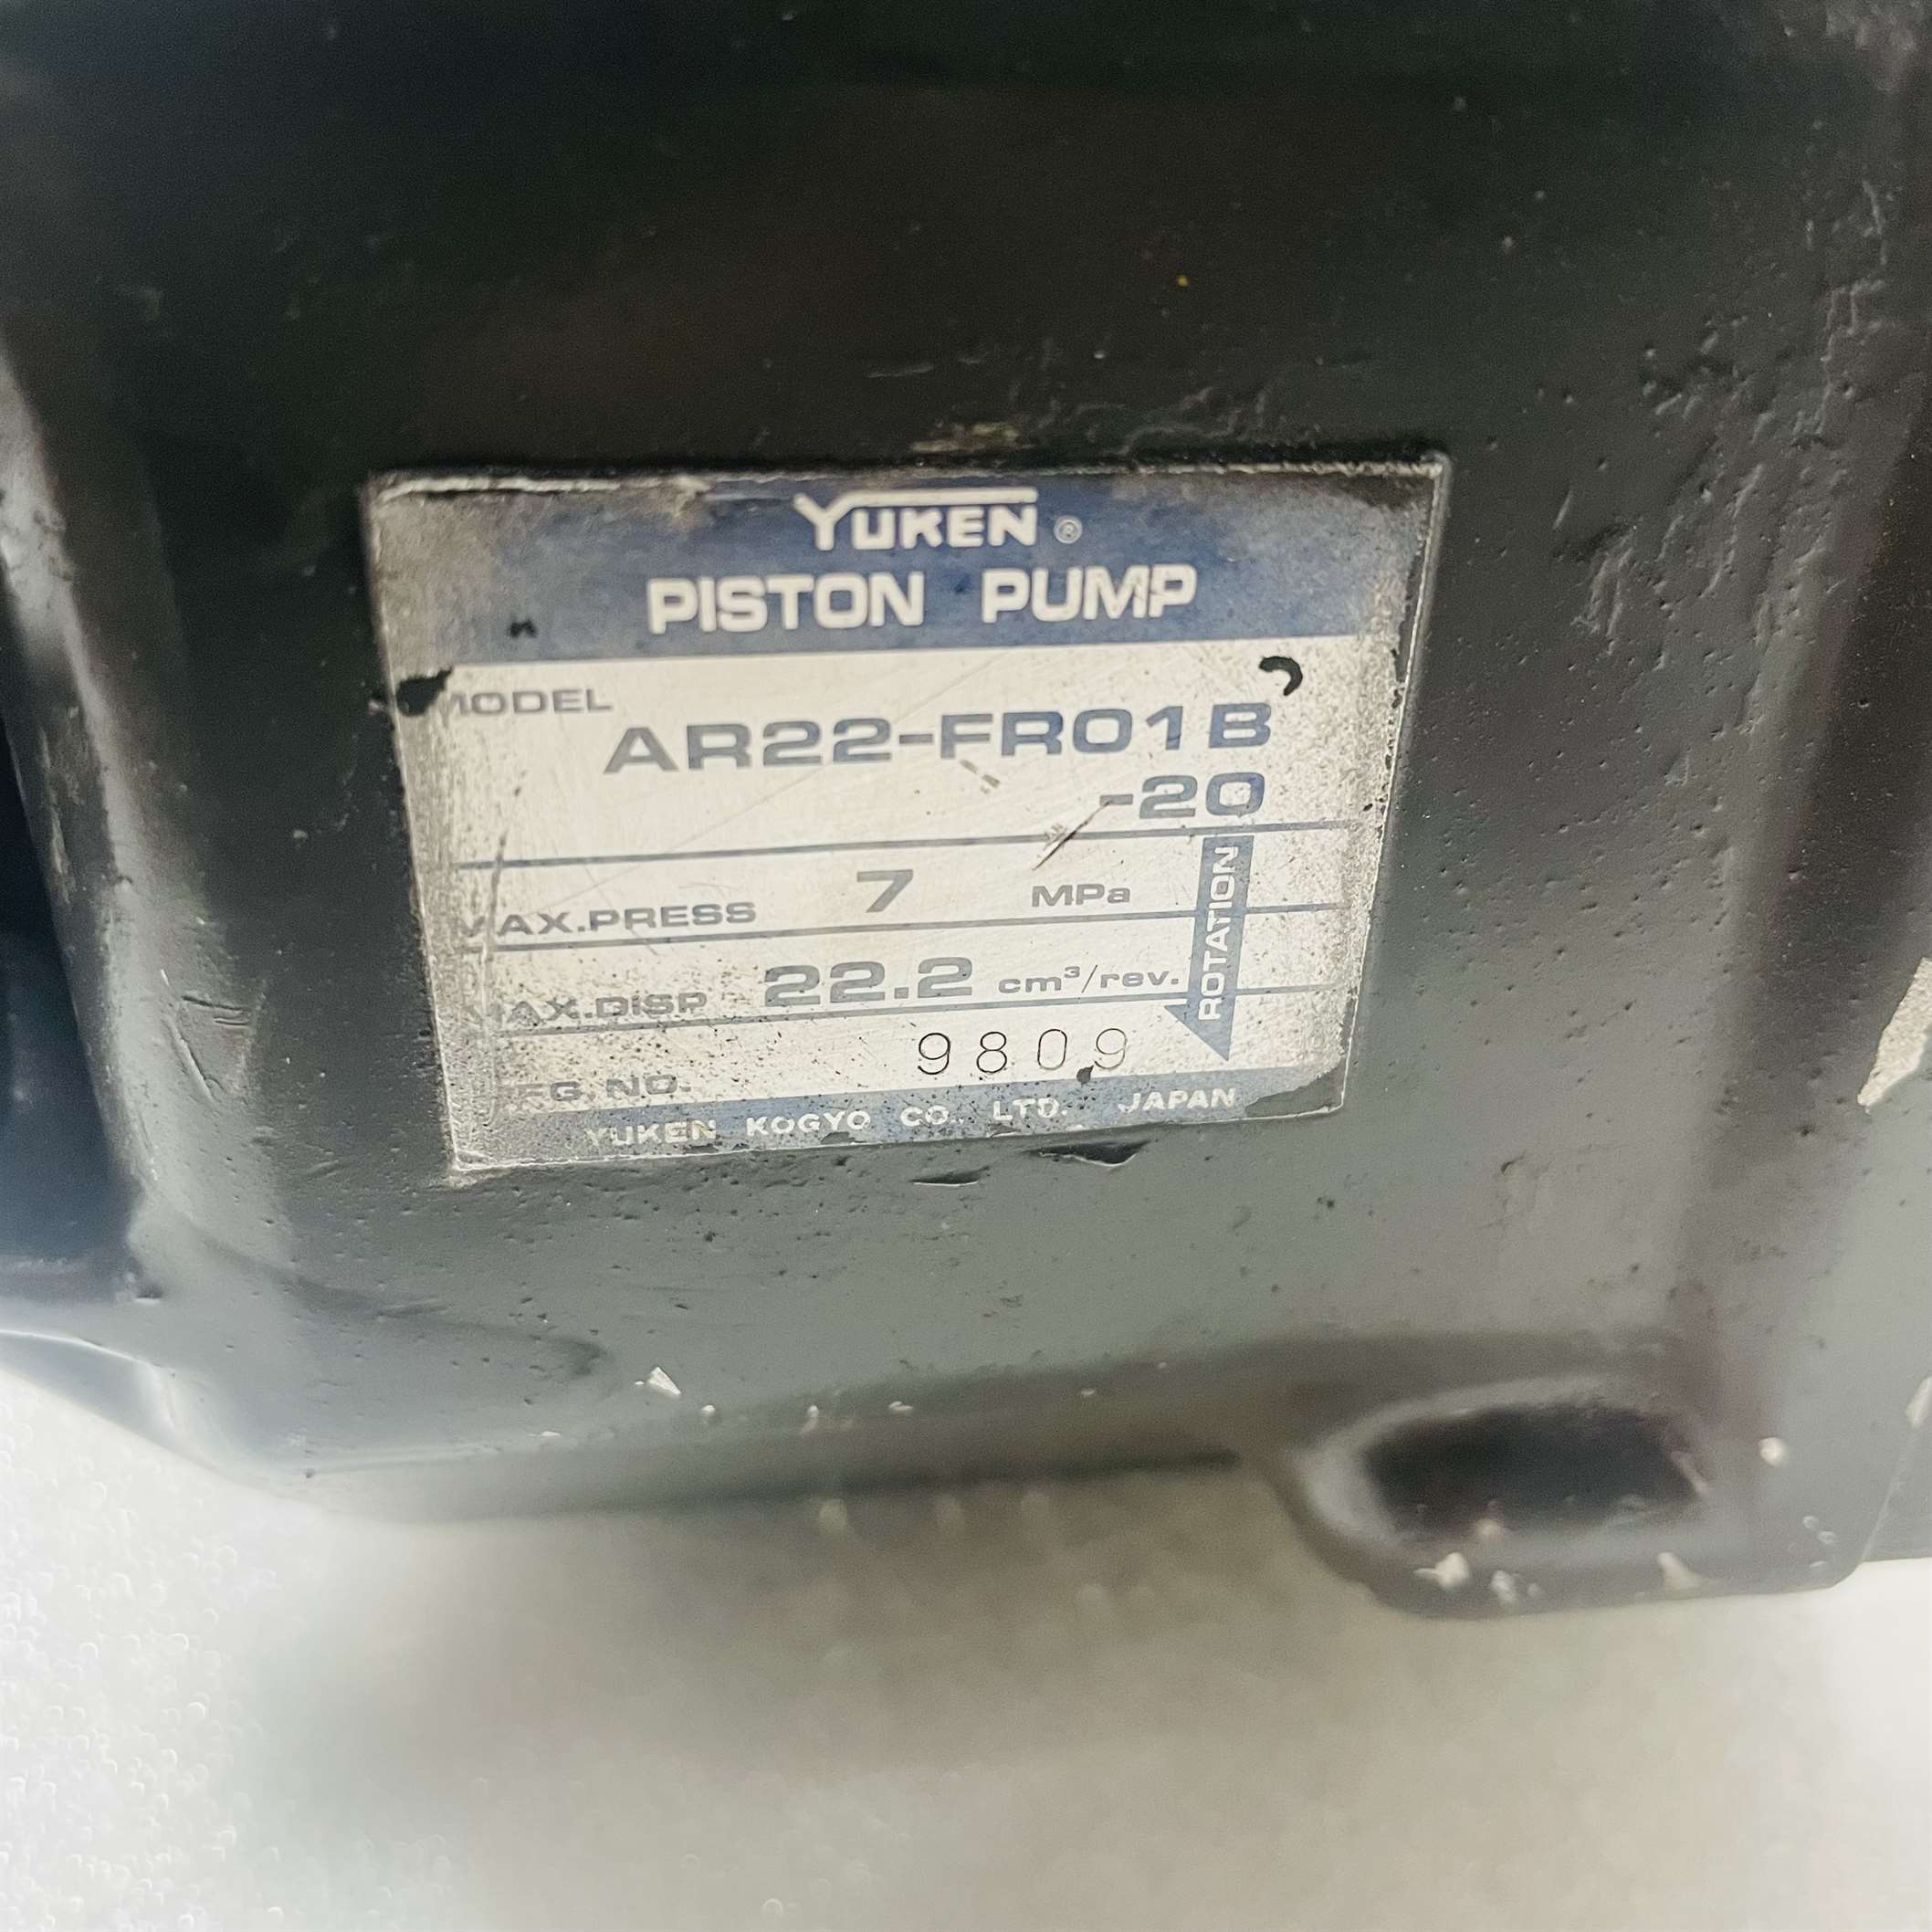 YUKEN ®
PISTON PUMP
MODEL
AR22-FR01B
-20
MAX.PRESS 7 MPa
MAX.DISP 22.2 cm³/rev.
ROTATION
MFG.NO. 9809
YUKEN KOGYO CO., LTD. JAPAN